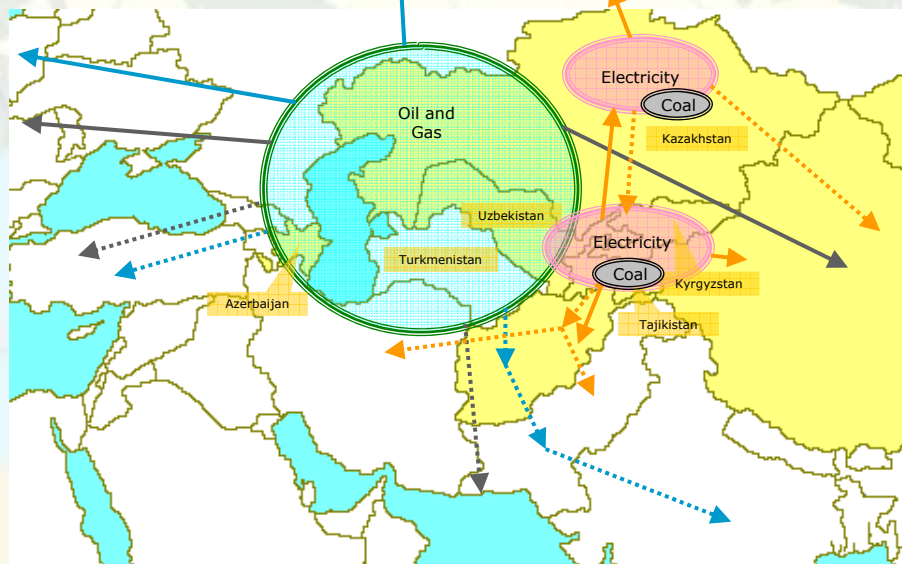 Electricity
Coal
Oil and
Gas
Kazakhstan
Uzbekistan
Electricity
Turkmenistan
Coal
Kyrgyzstan
Azerbaijan
Tajikistan